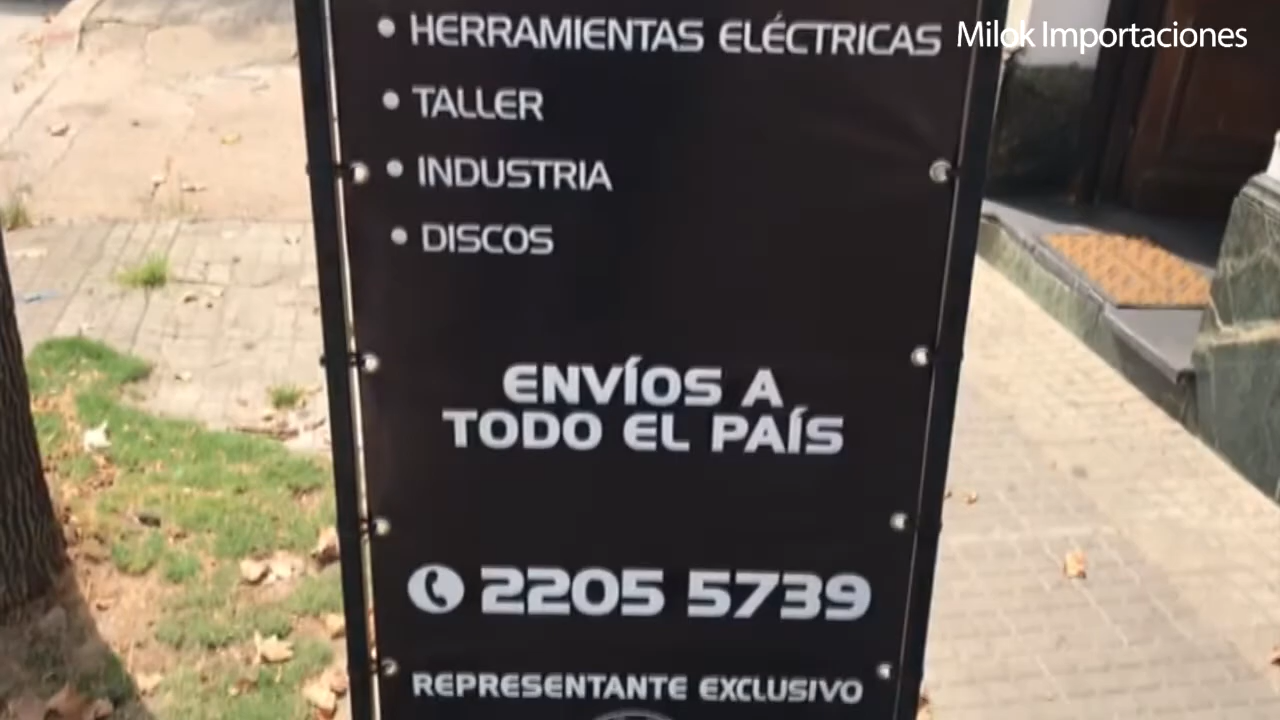 • HERRAMIENTAS ELÉCTRICAS
Milok Importaciones
• TALLER
• INDUSTRIA
• DISCOS
ENVÍOS A
TODO EL PAÍS
2205 5739
REPRESENTANTE EXCLUSIVO